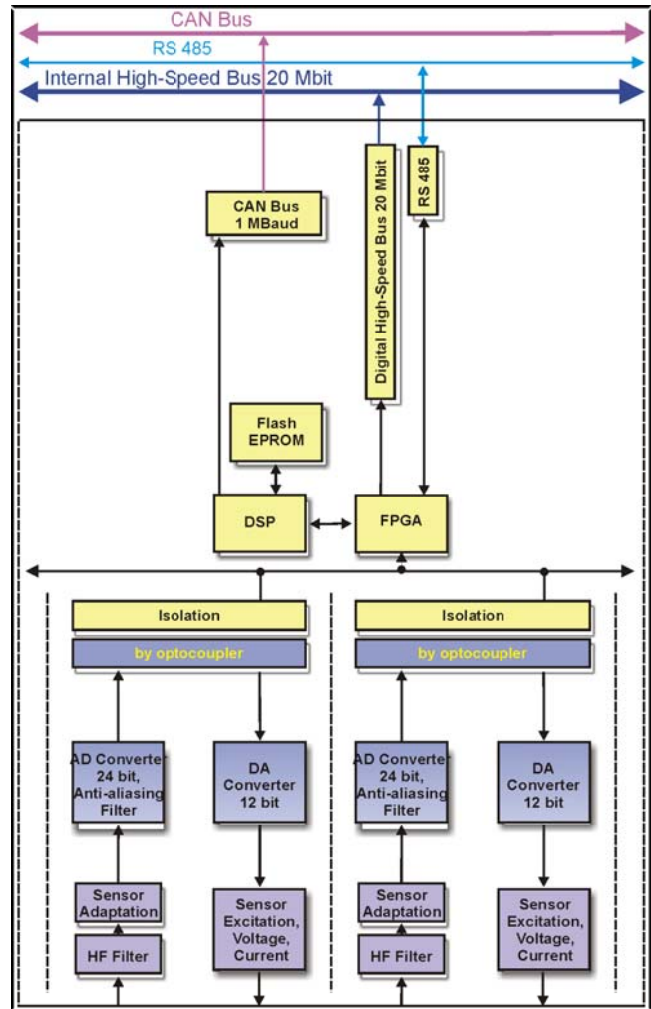 CAN Bus
RS 485
Internal High-Speed Bus 20 Mbit
CAN Bus
1 MBaud
Digital High-Speed Bus 20 Mbit
RS 485
Flash
EPROM
DSP
FPGA
Isolation
by optocoupler
Isolation
by optocoupler
AD Converter
24 bit,
Anti-aliasing
Filter
DA
Converter
12 bit
AD Converter
24 bit,
Anti-aliasing
Filter
DA
Converter
12 bit
Sensor
Adaptation
HF Filter
Sensor
Excitation,
Voltage,
Current
Sensor
Adaptation
HF Filter
Sensor
Excitation,
Voltage,
Current